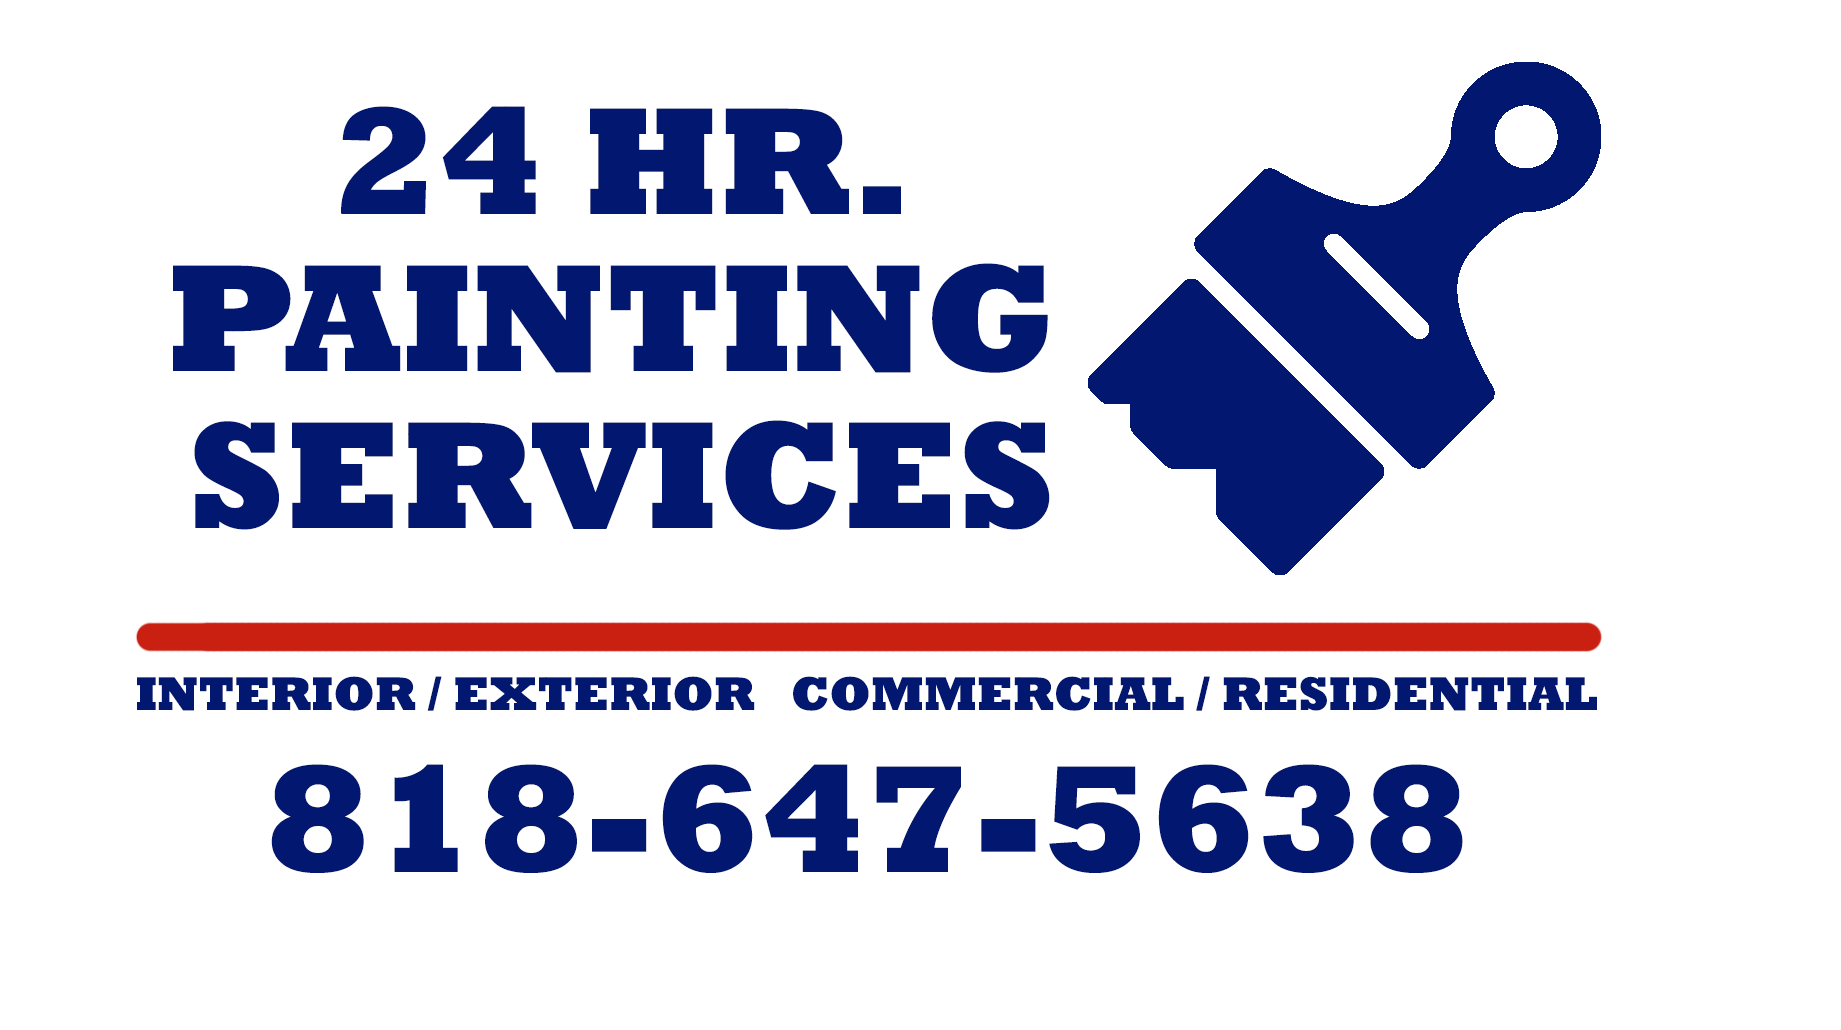 24 HR.
PAINTING
SERVICES
INTERIOR / EXTERIOR COMMERCIAL / RESIDENTIAL
818-647-5638